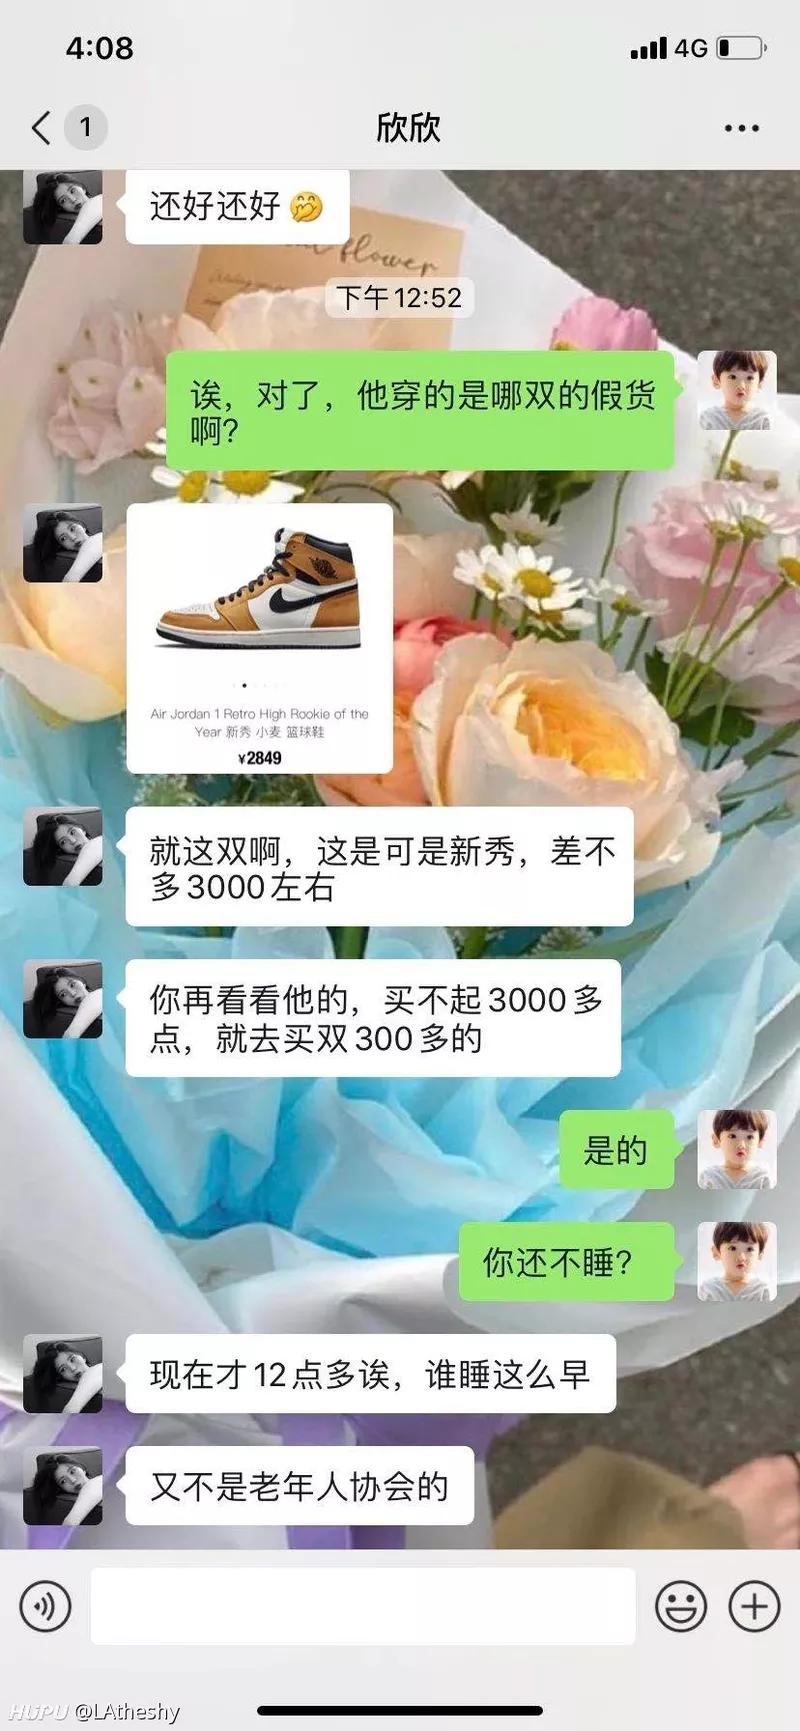 4:08
4G
1
欣欣
还好还好
flower
下午12:52
诶，对了，他穿的是哪双的假货
啊？
Air Jordan 1 Retro High Rookie of the
Year 新秀 小麦 篮球鞋
¥2849
就这双啊，这是可是新秀，差不
多3000左右
你再看看他的，买不起3000多
点，就去买双300多的
是的
你还不睡？
现在才12点多诶，谁睡这么早
又不是老年人协会的
HUPU @LAtheshy